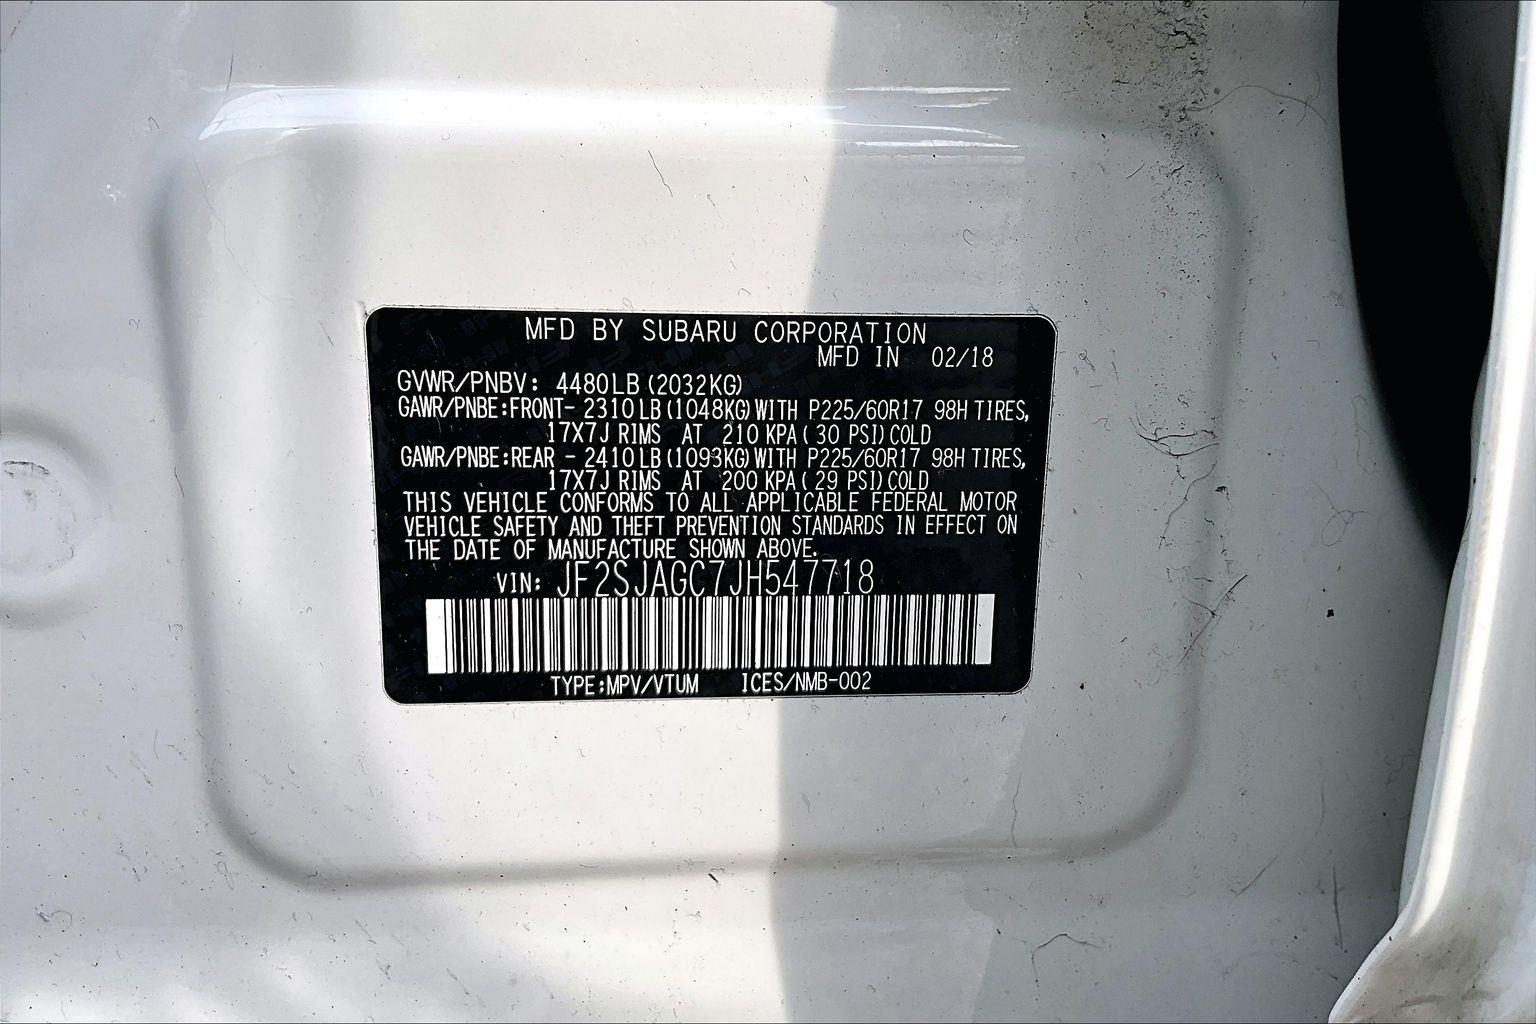 MFD BY SUBARU CORPORATION
MFD IN 02/18
GVWR/PNBV: 4480LB (2032KG)
GAWR/PNBE:FRONT- 2310 LB (1048KG) WITH P225/60R17 98H TIRES,
17X7J RIMS AT 210 KPA ( 30 PSI) COLD
GAWR/PNBE:REAR - 2410 LB (1093KG) WITH P225/60R17 98H TIRES,
17X7J RIMS AT 200 KPA ( 29 PSI) COLD
THIS VEHICLE CONFORMS TO ALL APPLICABLE FEDERAL MOTOR
VEHICLE SAFETY AND THEFT PREVENTION STANDARDS IN EFFECT ON
THE DATE OF MANUFACTURE SHOWN ABOVE.
VIN: JF2SJAGC7JH547718
TYPE:MPV/VTUM ICES/NMB-002